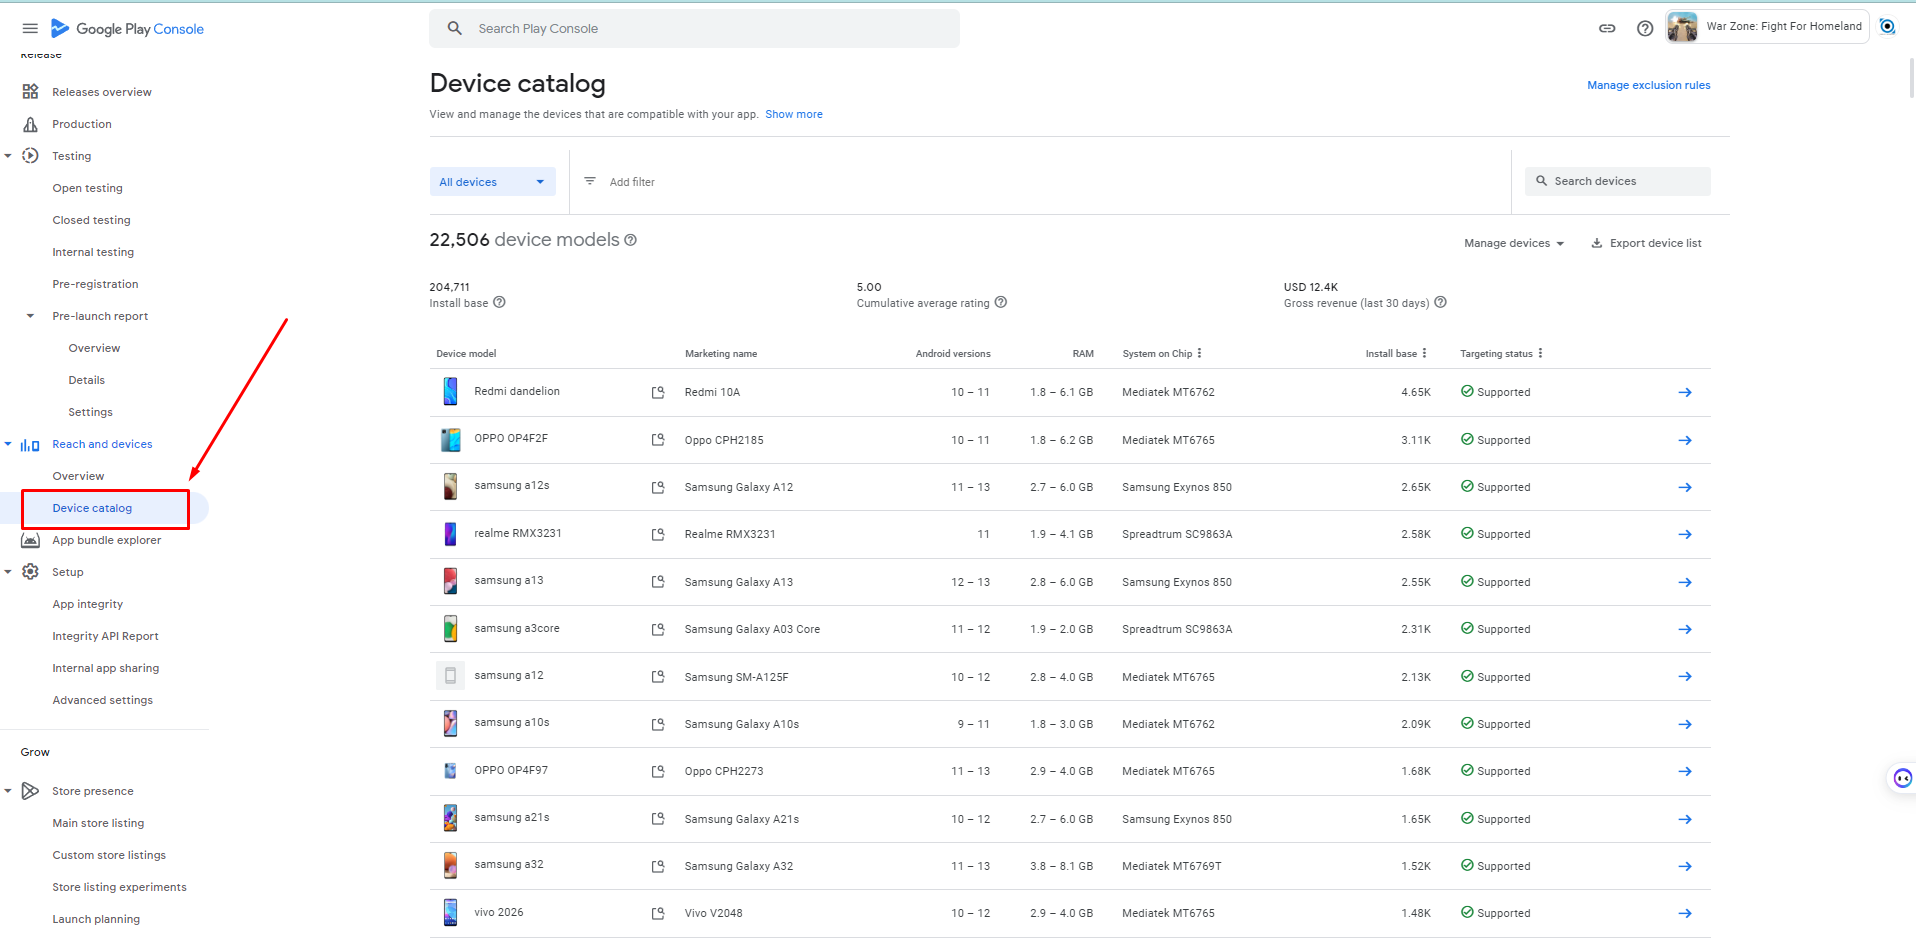 Google Play Console
Search Play Console
War Zone: Fight For Homeland
Release
Releases overview
Production
Testing
Open testing
Closed testing
Internal testing
Pre-registration
Pre-launch report
Overview
Details
Settings
Reach and devices
Overview
Device catalog
App bundle explorer
Setup
App integrity
Integrity API Report
Internal app sharing
Advanced settings
Grow
Store presence
Main store listing
Custom store listings
Store listing experiments
Launch planning
Device catalog
Manage exclusion rules
View and manage the devices that are compatible with your app. Show more
All devices Add filter Search devices
22,506 device models
Manage devices Export device list
204,711 5.00 USD 12.4K
Install base Cumulative average rating Gross revenue (last 30 days)
Device model Marketing name Android versions RAM System on Chip Install base Targeting status
Redmi dandelion Redmi 10A 10 – 11 1.8 – 6.1 GB Mediatek MT6762 4.65K Supported
OPPO OP4F2F Oppo CPH2185 10 – 11 1.8 – 6.2 GB Mediatek MT6765 3.11K Supported
samsung a12s Samsung Galaxy A12 11 – 13 2.7 – 6.0 GB Samsung Exynos 850 2.65K Supported
realme RMX3231 Realme RMX3231 11 1.9 – 4.1 GB Spreadtrum SC9863A 2.58K Supported
samsung a13 Samsung Galaxy A13 12 – 13 2.8 – 6.0 GB Samsung Exynos 850 2.55K Supported
samsung a3core Samsung Galaxy A03 Core 11 – 12 1.9 – 2.0 GB Spreadtrum SC9863A 2.31K Supported
samsung a12 Samsung SM-A125F 10 – 12 2.8 – 4.0 GB Mediatek MT6765 2.13K Supported
samsung a10s Samsung Galaxy A10s 9 – 11 1.8 – 3.0 GB Mediatek MT6762 2.09K Supported
OPPO OP4F97 Oppo CPH2273 11 – 13 2.9 – 4.0 GB Mediatek MT6765 1.68K Supported
samsung a21s Samsung Galaxy A21s 10 – 12 2.7 – 6.0 GB Samsung Exynos 850 1.65K Supported
samsung a32 Samsung Galaxy A32 11 – 13 3.8 – 8.1 GB Mediatek MT6769T 1.52K Supported
vivo 2026 Vivo V2048 10 – 12 2.9 – 4.0 GB Mediatek MT6765 1.48K Supported